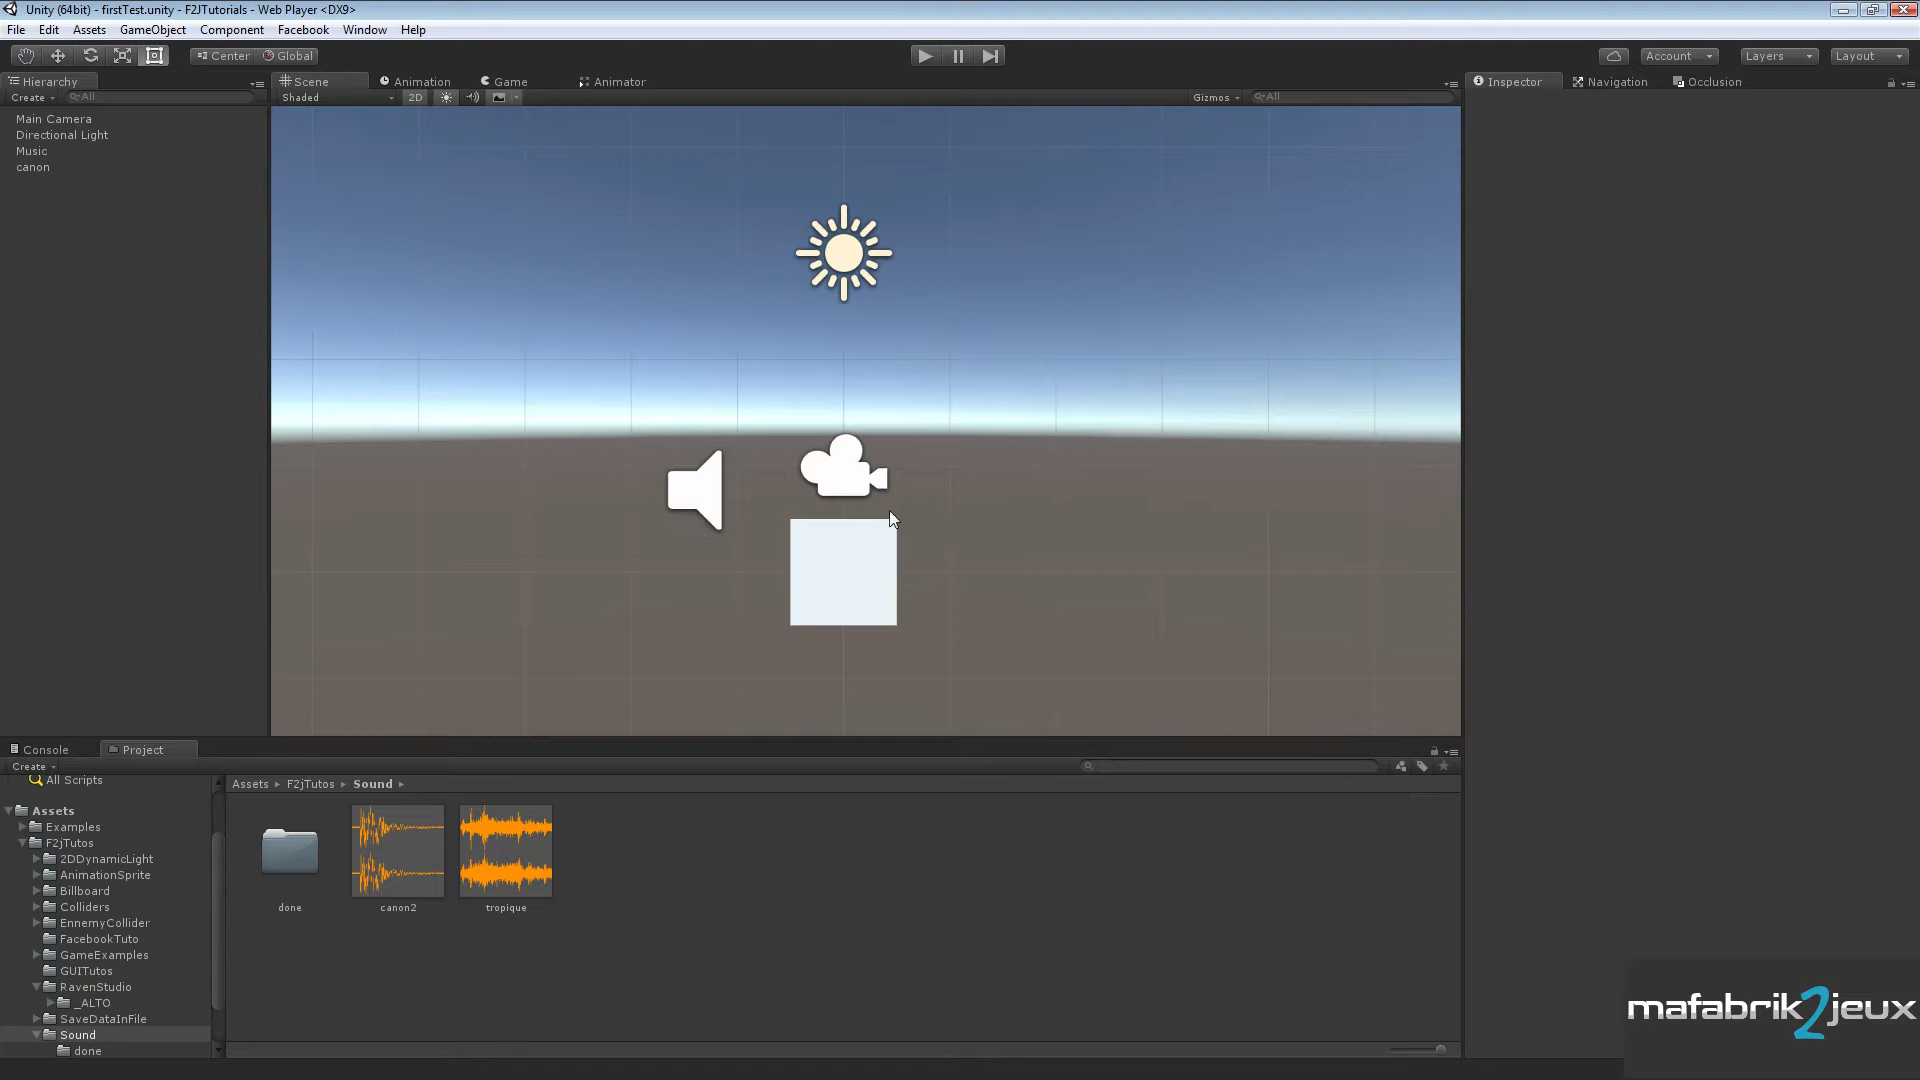 Unity (64bit) - firstTest.unity - F2JTutorials - Web Player <DX9>
File Edit Assets GameObject Component Facebook Window Help
Center Global Account Layers Layout
Hierarchy Scene Animation Game Animator Inspector Navigation Occlusion
Create All Shaded 2D Gizmos All
Main Camera
Directional Light
Music
canon
Console Project
Create
All Scripts
Assets F2jTutos Sound
Assets
Examples
F2jTutos
2DDynamicLight
AnimationSprite
Billboard
Colliders
EnnemyCollider
FacebookTuto
GameExamples
GUITutos
RavenStudio
_ALTO
SaveDataInFile
Sound
done
done canon2 tropique
mafabrik2jeux